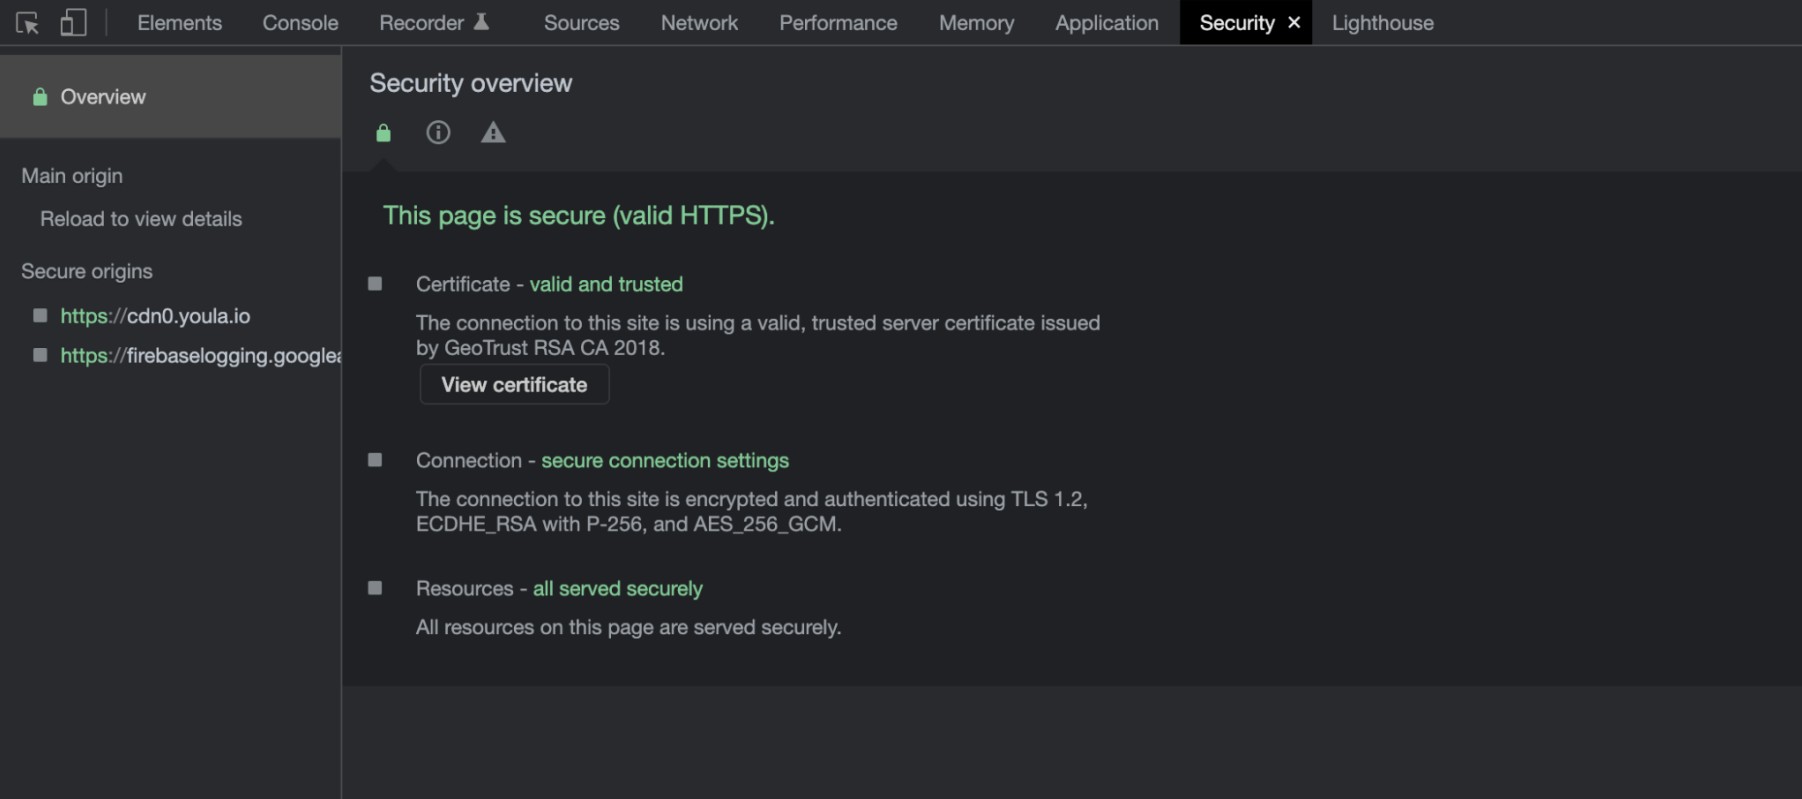 Elements Console Recorder Sources Network Performance Memory Application Security × Lighthouse
Overview
Main origin
Reload to view details
Secure origins
https://cdn0.youla.io
https://firebaselogging.googlea
Security overview
This page is secure (valid HTTPS).
Certificate - valid and trusted
The connection to this site is using a valid, trusted server certificate issued
by GeoTrust RSA CA 2018.
View certificate
Connection - secure connection settings
The connection to this site is encrypted and authenticated using TLS 1.2,
ECDHE_RSA with P-256, and AES_256_GCM.
Resources - all served securely
All resources on this page are served securely.